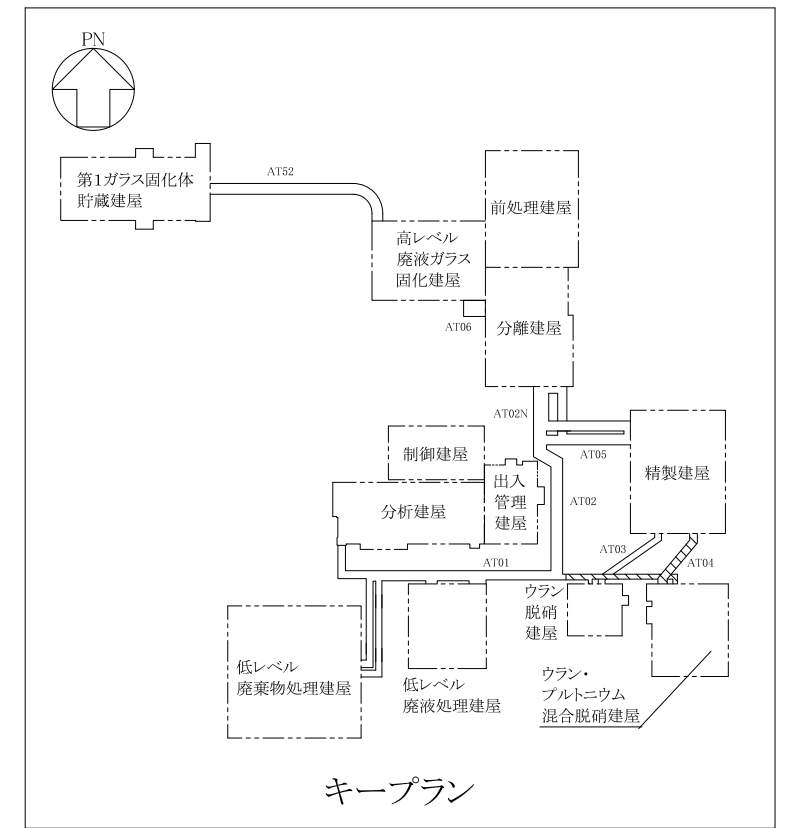 PN
第1ガラス固化体
貯蔵建屋
AT52
前処理建屋
高レベル
廃液ガラス
固化建屋
AT06
分離建屋
AT02N
制御建屋
AT05
精製建屋
出入
管理
建屋
分析建屋
AT02
AT01
AT03
AT04
ウラン
脱硝
建屋
低レベル
廃棄物処理建屋
低レベル
廃液処理建屋
ウラン・
プルトニウム
混合脱硝建屋
キープラン